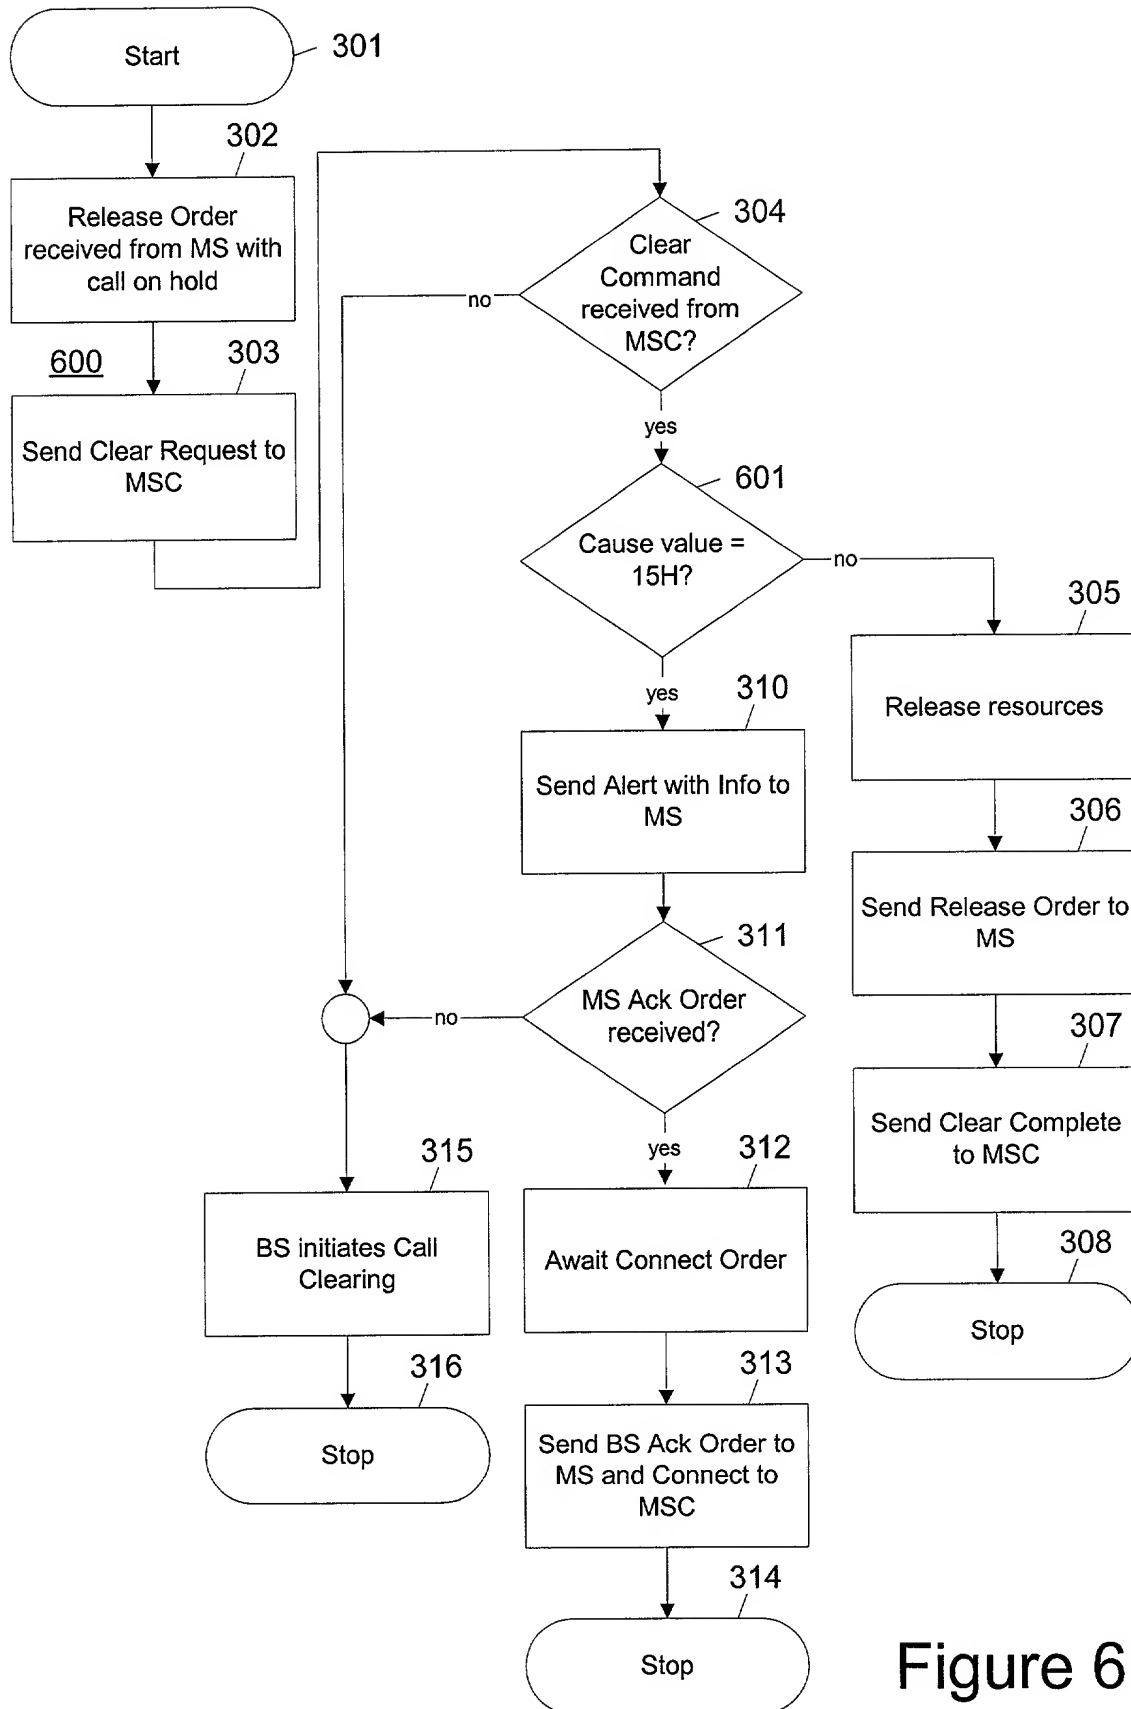 Start
301
302
Release Order
received from MS with
call on hold
600
303
Send Clear Request to
MSC
304
Clear
Command
received from
MSC?
no
yes
601
Cause value =
15H?
no
yes
305
Release resources
310
Send Alert with Info to
MS
306
Send Release Order to
MS
311
MS Ack Order
received?
no
yes
307
Send Clear Complete
to MSC
308
Stop
315
BS initiates Call
Clearing
316
Stop
312
Await Connect Order
313
Send BS Ack Order to
MS and Connect to
MSC
314
Stop
Figure 6